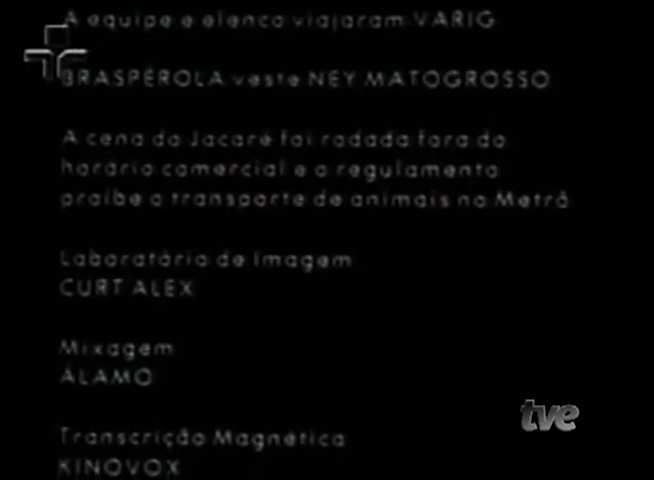 A equipe e elenco viajaram VARIG
BRASPÉROLA veste NEY MATOGROSSO
A cena do Jacaré foi rodada fora do
horário comercial e o regulamento
proíbe o transporte de animais no Metrô
Laboratório de Imagem
CURT ALEX
Mixagem
ÁLAMO
Transcrição Magnética
KINOVOX
tve